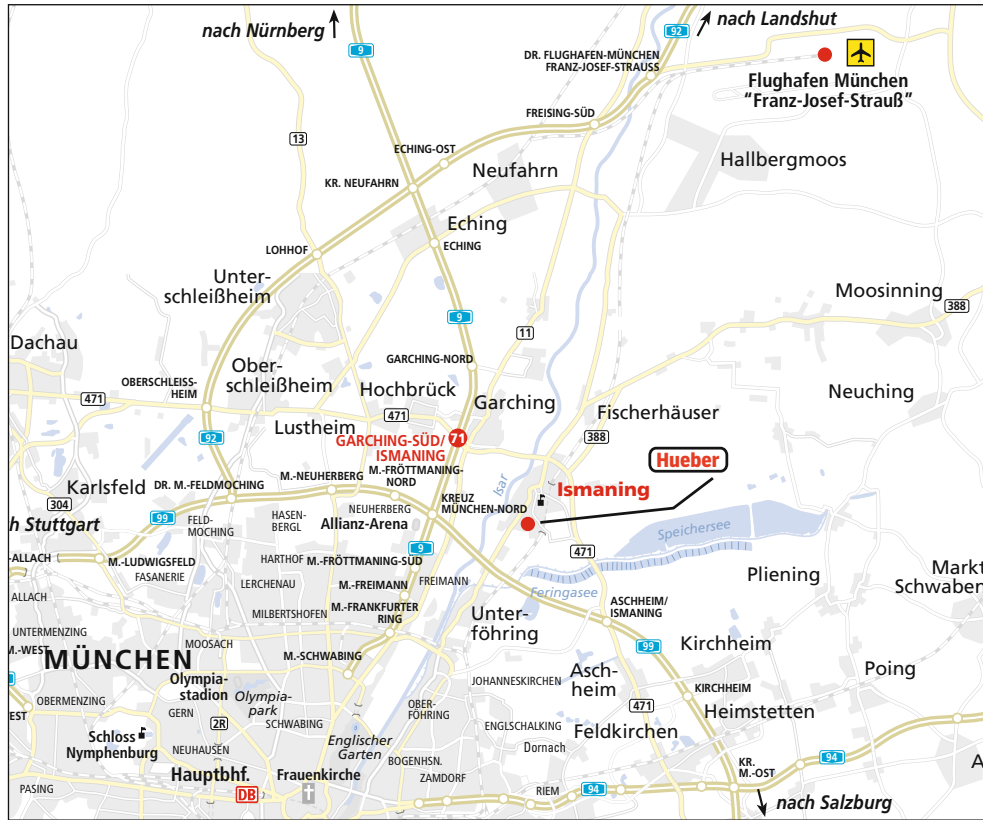 nach Nürnberg
9
92
nach Landshut
DR. FLUGHAFEN-MÜNCHEN
FRANZ-JOSEF-STRAUSS
Flughafen München
"Franz-Josef-Strauß"
FREISING-SÜD
13
ECHING-OST
Neufahrn
Hallbergmoos
KR. NEUFAHRN
Eching
ECHING
LOHHOF
Unter-
schleißheim
Moosinning
388
9
11
Dachau
GARCHING-NORD
Ober-
schleißheim
OBERSCHLEISS-
HEIM
Hochbrück
Neuching
471
471
Garching
Fischerhäuser
Lustheim
92
GARCHING-SÜD/
ISMANING
71
388
Hueber
M.-FRÖTTMANING-
NORD
M.-NEUHERBERG
Karlsfeld
DR. M.-FELDMOCHING
Isar
Ismaning
304
KREUZ
MÜNCHEN-NORD
99
HASEN-
BERGL
NEUHERBERG
Allianz-Arena
h Stuttgart
FELD-
MOCHING
Speichersee
-ALLACH
M.-LUDWIGSFELD
FASANERIE
HARTHOF
M.-FRÖTTMANING-SÜD
9
471
Pliening
Markt
Schwaben
ALLACH
LERCHENAU
M.-FREIMANN
FREIMANN
Feringasee
MILBERTSHOFEN
M.-FRANKFURTER
RING
Unter-
föhring
ASCHHEIM/
ISMANING
UNTERMENZING
M.-WEST
MOOSACH
99
Kirchheim
MÜNCHEN
M.-SCHWABING
Poing
Olympia-
stadion
Olympia-
park
JOHANNESKIRCHEN
Asch-
heim
KIRCHHEIM
OBERMENZING
EST
GERN
2R
SCHWABING
OBER-
FÖHRING
471
Heimstetten
Schloss
Nymphenburg
NEUHAUSEN
Englischer
Garten
ENGLSCHALKING
Feldkirchen
Dornach
BOGENHSN.
94
A
Hauptbhf.
Frauenkirche
ZAMDORF
KR.
M.-OST
PASING
DB
RIEM
94
nach Salzburg